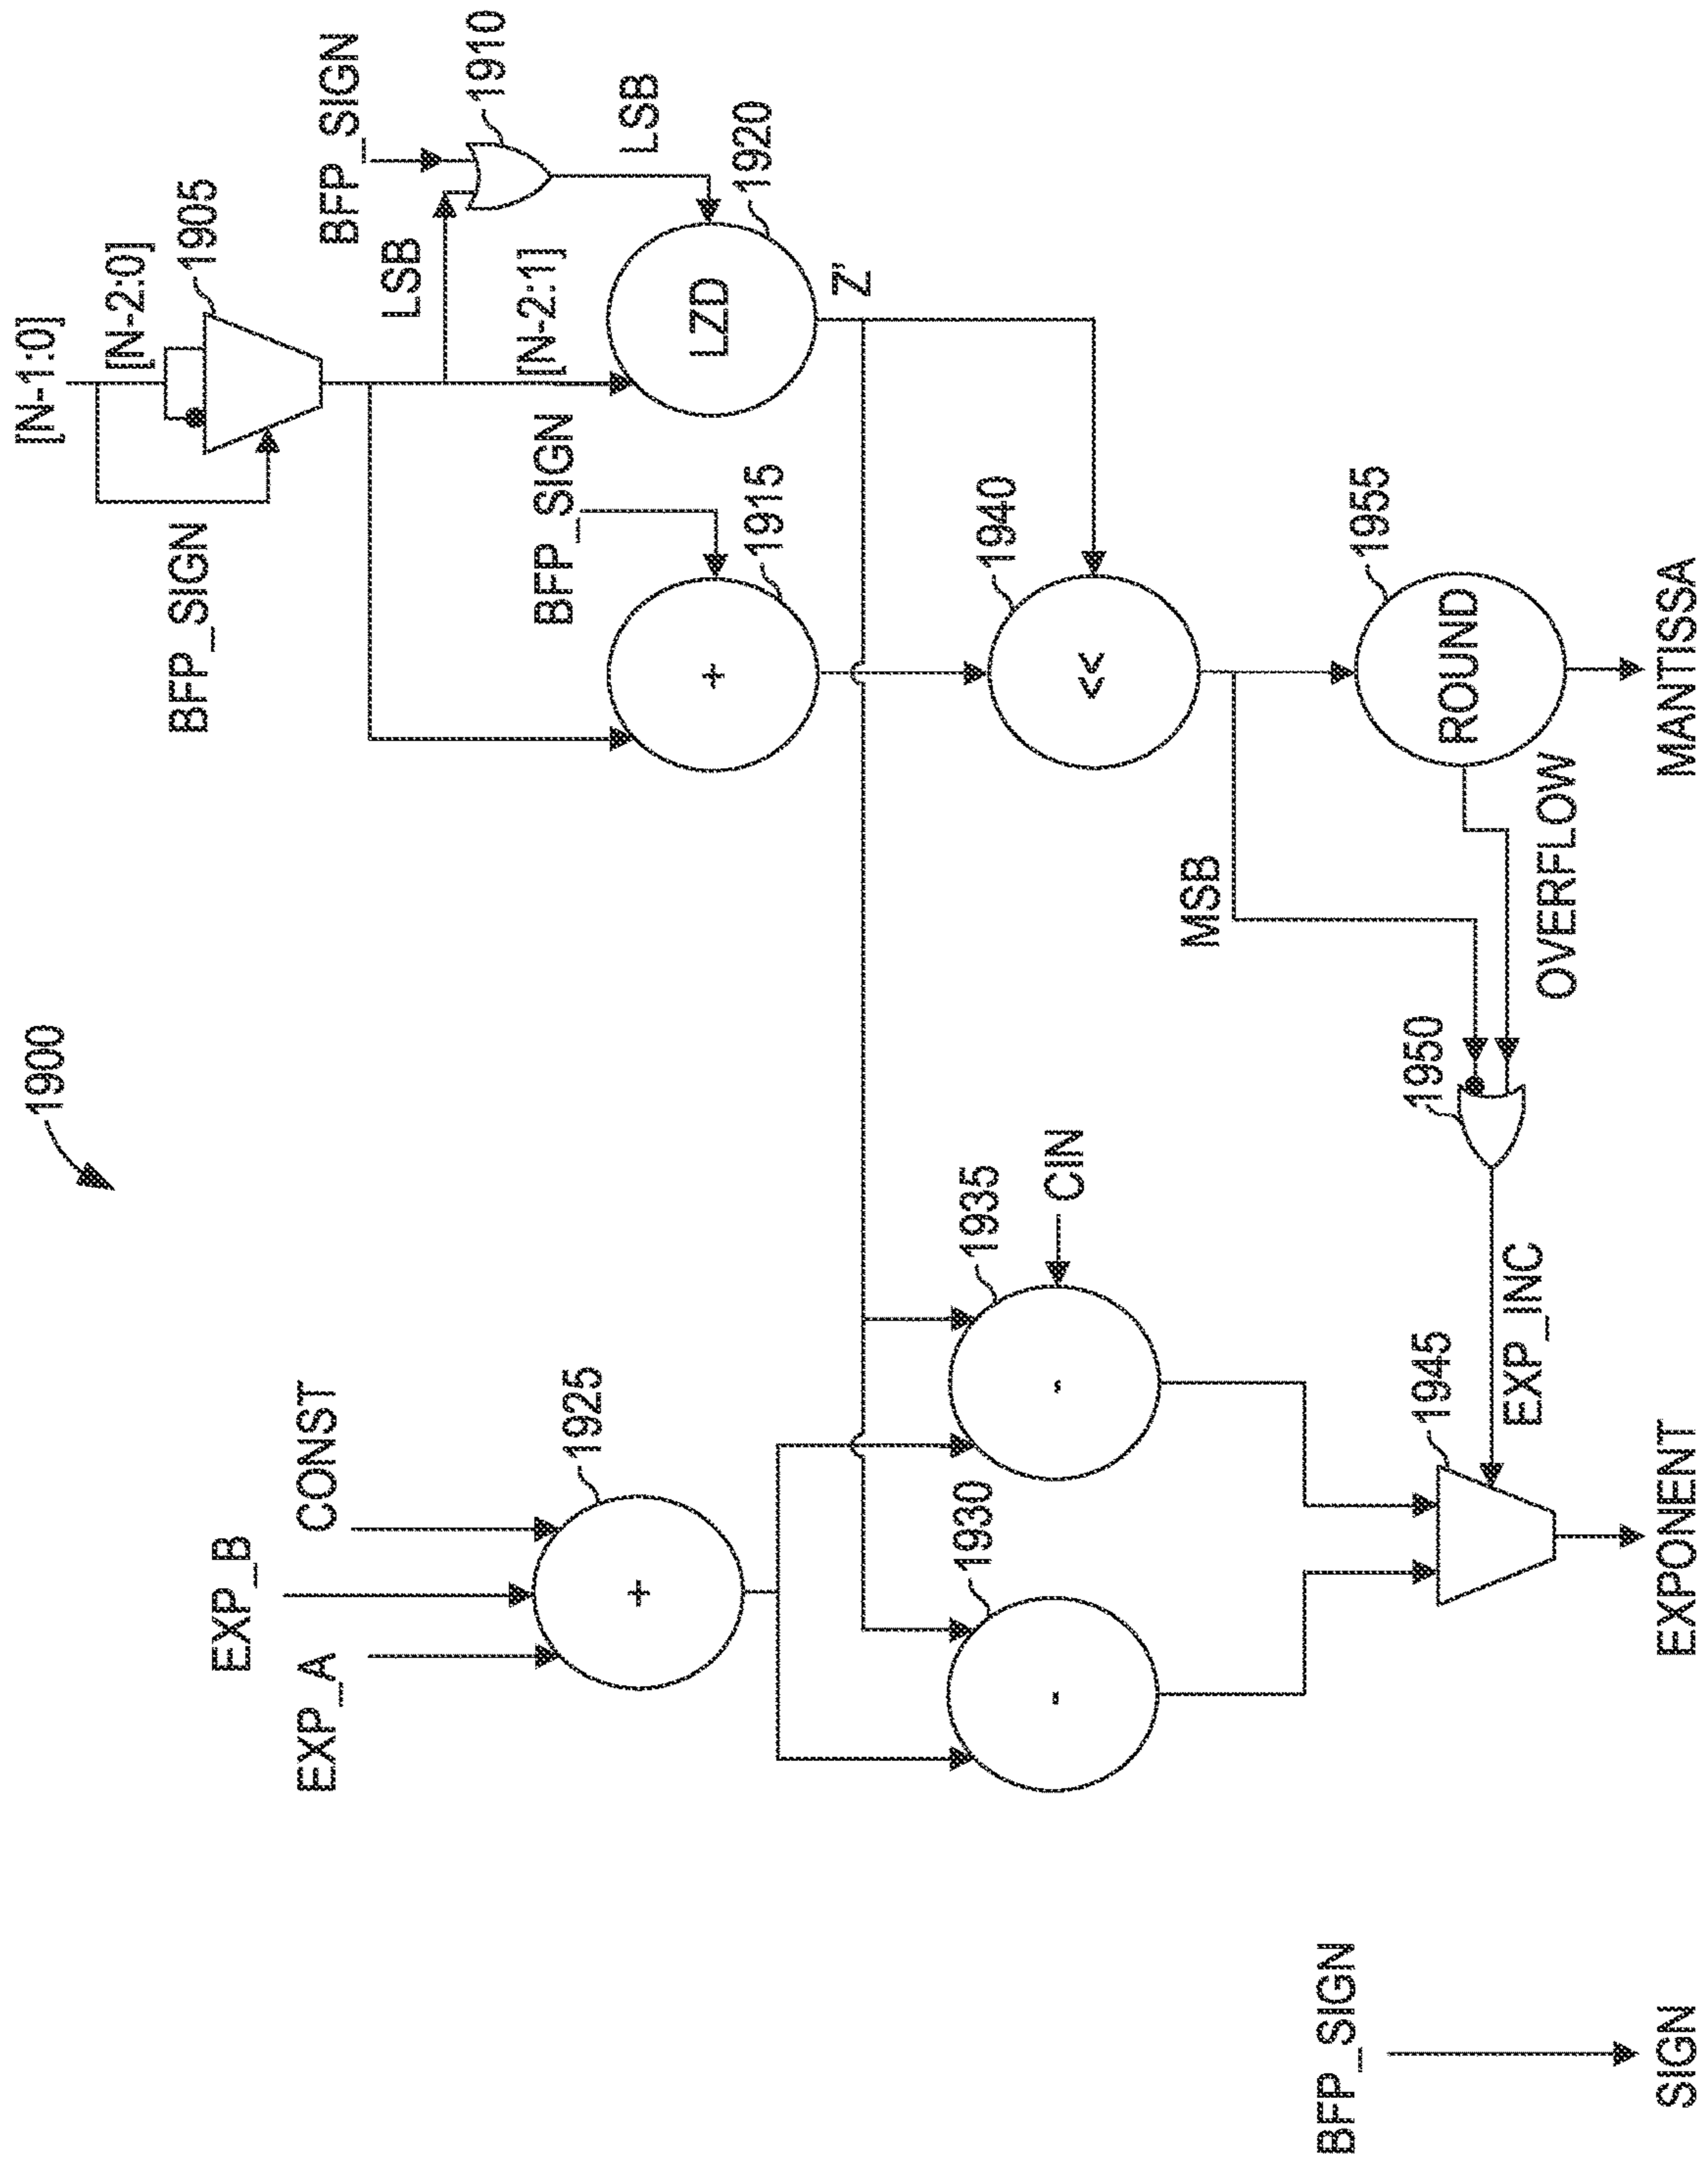 1900
[N-1:0]
[N-2:0]
1905
BFP_SIGN
BFP_SIGN
LSB
1910
LSB
[N-2:1]
LZD
1920
Z'
BFP_SIGN
+
1915
EXP_A
EXP_B
CONST
+
1925
-
1930
-
1935
CIN
<<
1940
MSB
ROUND
1955
OVERFLOW
1950
EXP_INC
1945
BFP_SIGN
SIGN
EXPONENT
MANTISSA